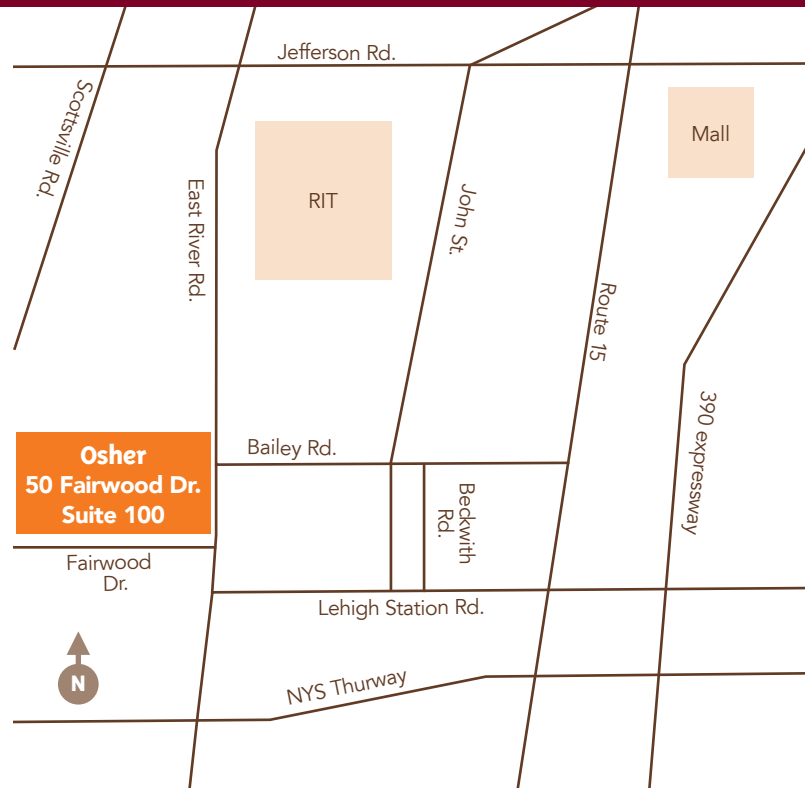 Jefferson Rd.
Scottsville Rd.
Mall
RIT
East River Rd.
John St.
Route 15
390 expressway
Osher
50 Fairwood Dr.
Suite 100
Bailey Rd.
Beckwith
Rd.
Fairwood
Dr.
Lehigh Station Rd.
N
NYS Thurway